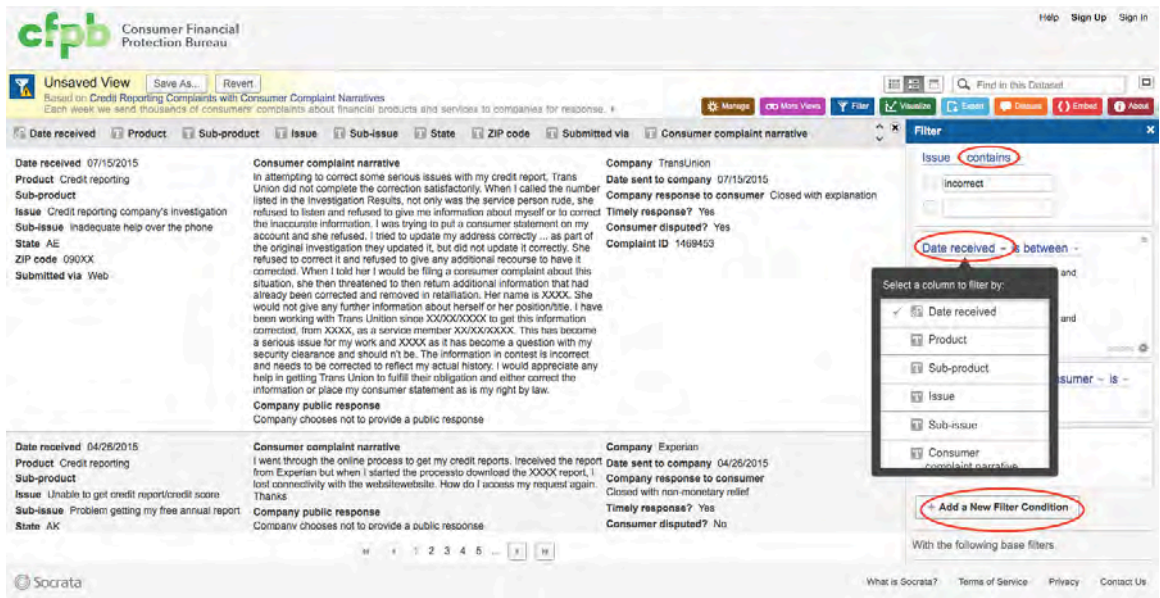 cfpb Consumer Financial
Protection Bureau
Help Sign Up Sign In
Unsaved View Save As... Revert
Based on Credit Reporting Complaints with Consumer Complaint Narratives
Each week we send thousands of consumers' complaints about financial products and services to companies for response.
Find in this Dataset
Manage More Views Filter Visualize Export Discuss Embed About
Date received Product Sub-product Issue Sub-issue State ZIP code Submitted via Consumer complaint narrative
Date received 07/15/2015
Product Credit reporting
Sub-product
Issue Credit reporting company's investigation
Sub-issue Inadequate help over the phone
State AE
ZIP code 090XX
Submitted via Web
Consumer complaint narrative
In attempting to correct some serious issues with my credit report, Trans
Union did not complete the correction satisfactorily. When I called the number
listed in the Investigation Results, not only was the service person rude, she
refused to listen and refused to give me information about myself or to correct
the inaccurate information. I was trying to put a consumer statement on my
account and she refused. I tried to update my address correctly ... as part of
the original investigation they updated it, but did not update it correctly. She
refused to correct it and refused to give any additional recourse to have it
corrected. When I told her I would be filing a consumer complaint about this
situation, she then threatened to then return additional information that had
already been corrected and removed in retailiation. Her name is XXXX. She
would not give any further information about herself or her position/title. I have
been working with Trans Unition since XX/XX/XXXX to get this information
corrected, from XXXX, as a service member XX/XX/XXXX. This has become
a serious issue for my work and XXXX as it has become a question with my
security clearance and should n't be. The information in contest is incorrect
and needs to be corrected to reflect my actual history. I would appreciate any
help in getting Trans Union to fulfill their obligation and either correct the
information or place my consumer statement as is my right by law.
Company public response
Company chooses not to provide a public response
Company TransUnion
Date sent to company 07/15/2015
Company response to consumer Closed with explanation
Timely response? Yes
Consumer disputed? Yes
Complaint ID 1469453
Date received 04/26/2015
Product Credit reporting
Sub-product
Issue Unable to get credit report/credit score
Sub-issue Problem getting my free annual report
State AK
Consumer complaint narrative
I went through the online process to get my credit reports. Ireceived the report
from Experian but when I started the processto download the XXXX report, I
lost connectivity with the websitewebsite. How do I access my request again.
Thanks
Company public response
Company chooses not to provide a public response
Company Experian
Date sent to company 04/26/2015
Company response to consumer
Closed with non-monetary relief
Timely response? Yes
Consumer disputed? No
1 2 3 4 5 ...
Filter
Issue contains
incorrect
Date received is between
and
and
Select a column to filter by:
Date received
Product
Sub-product
Issue
Sub-issue
Consumer
complaint narrative
sumer is
+ Add a New Filter Condition
With the following base filters
Socrata
What is Socrata? Terms of Service Privacy Contact Us